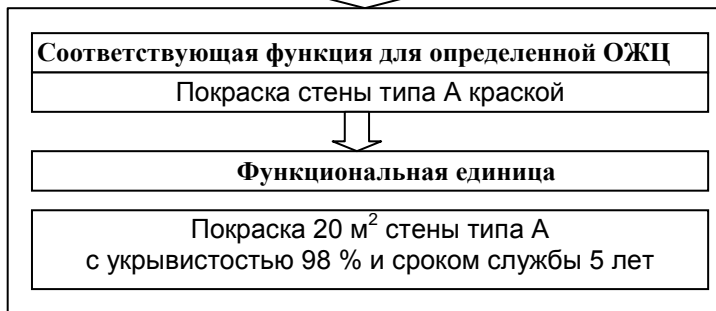 Соответствующая функция для определенной ОЖЦ
Покраска стены типа А краской
Функциональная единица
Покраска 20 м² стены типа А
с укрывистостью 98 % и сроком службы 5 лет